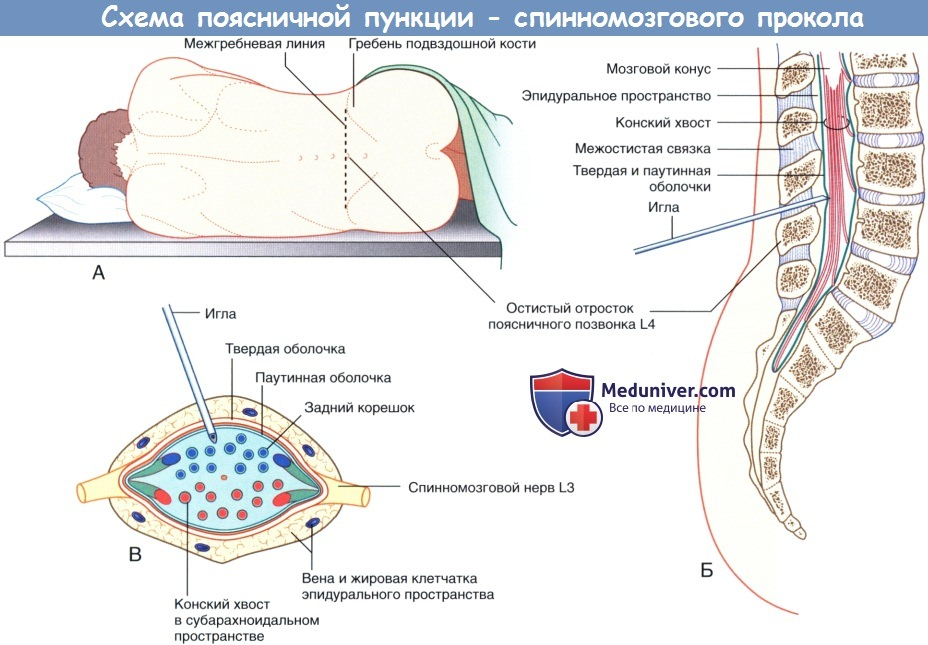 Схема поясничной пункции - спинномозгового прокола
Межгребневая линия
Гребень подвздошной кости
А
Мозговой конус
Эпидуральное пространство
Конский хвост
Межостистая связка
Твердая и паутинная
оболочки
Игла
Остистый отросток
поясничного позвонка L4
Б
Игла
Твердая оболочка
Паутинная оболочка
Задний корешок
Спинномозговой нерв L3
В
Вена и жировая клетчатка
эпидурального пространства
Конский хвост
в субарахноидальном
пространстве
Meduniver.com
Все по медицине